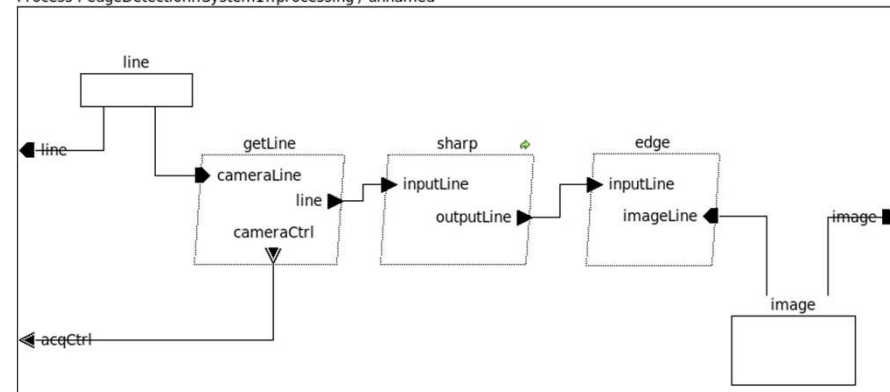 line
getLine
sharp
edge
line
cameraLine
inputLine
inputLine
line
outputLine
imageLine
image
cameraCtrl
image
acqCtrl